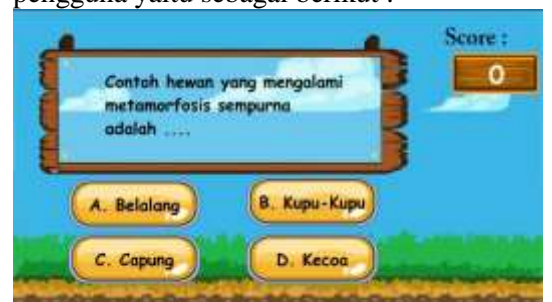 pengguna yaitu sebagai berikut :
Score :
0
Contoh hewan yang mengalami
metamorfosis sempurna
adalah ....
A. Belalang
B. Kupu-Kupu
C. Capung
D. Kecoa